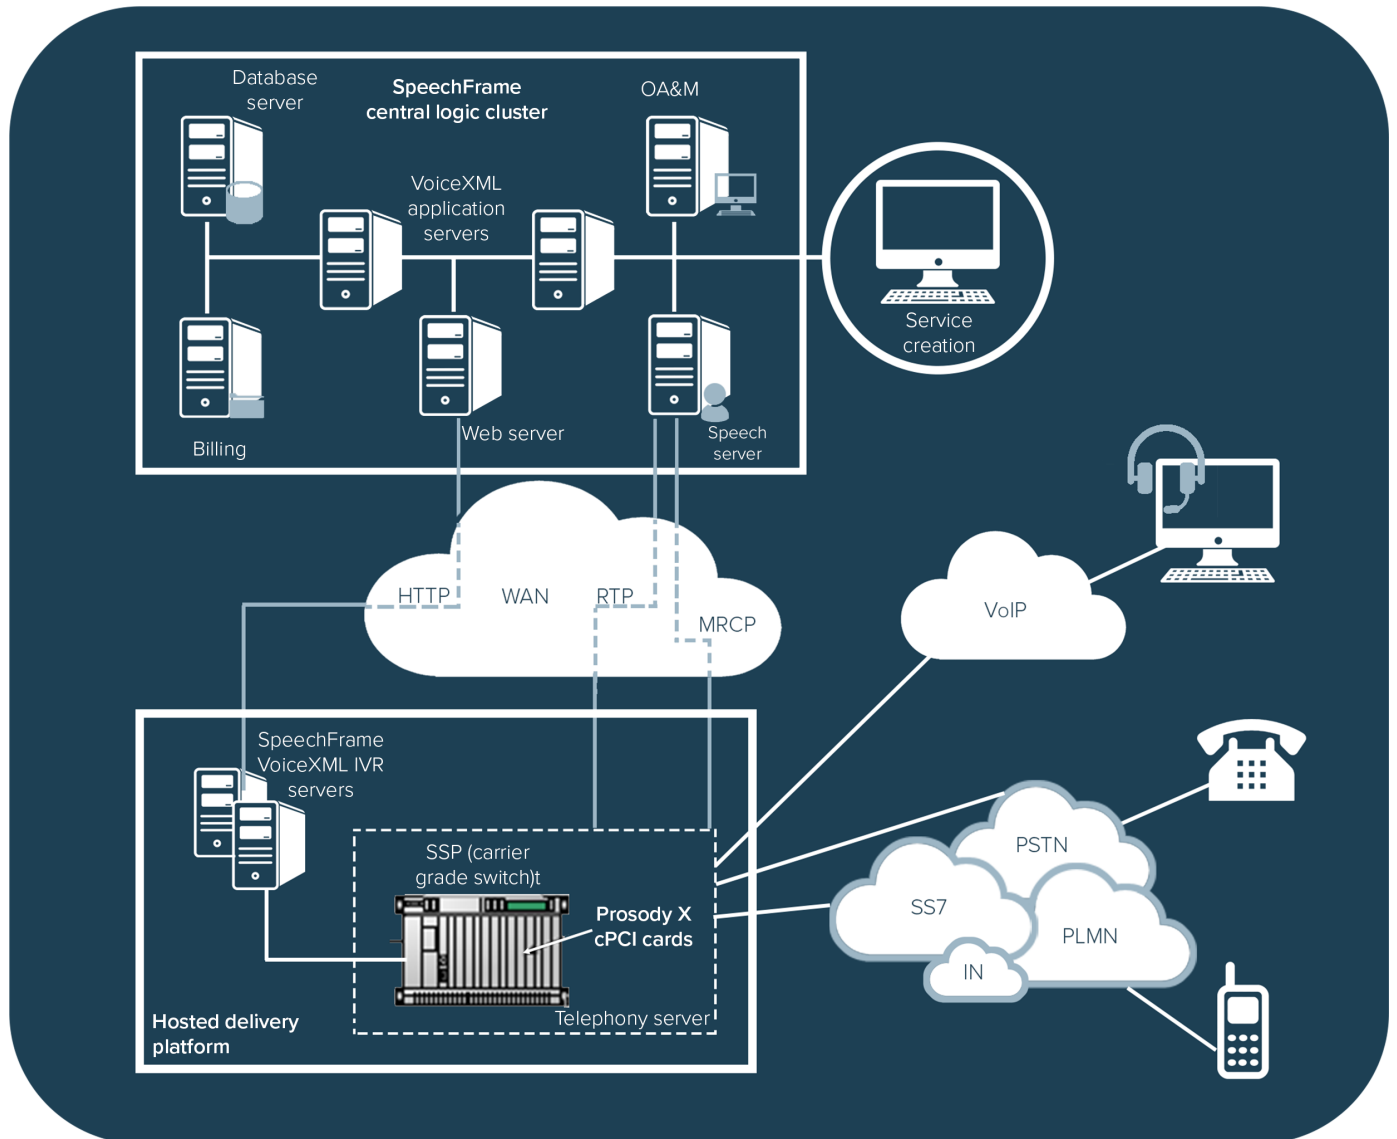 Database
server
SpeechFrame
central logic cluster
OA&M
VoiceXML
application
servers
Service
creation
Billing
Web server
Speech
server
HTTP
WAN
RTP
MRCP
VoIP
SpeechFrame
VoiceXML IVR
servers
SSP (carrier
grade switch)t
Prosody X
cPCI cards
Telephony server
Hosted delivery
platform
PSTN
SS7
PLMN
IN